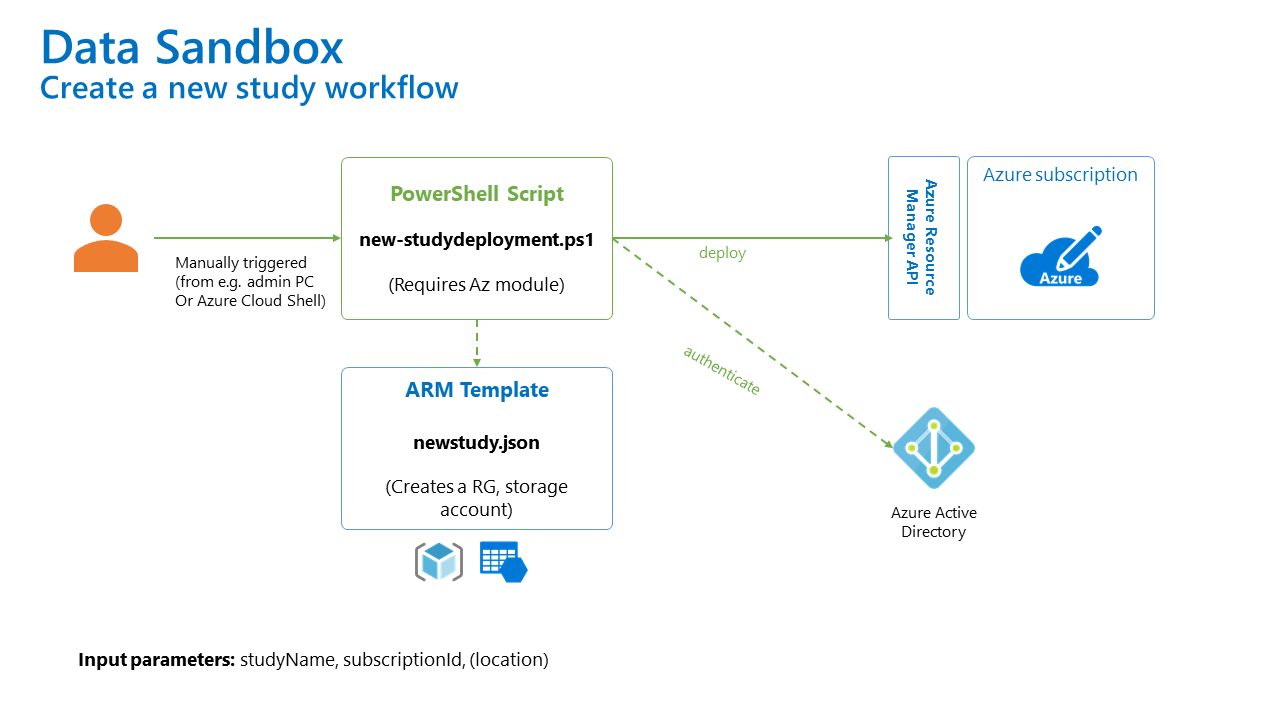 Data Sandbox
Create a new study workflow
PowerShell Script
new-studydeployment.ps1
(Requires Az module)
Manually triggered
(from e.g. admin PC
Or Azure Cloud Shell)
deploy
authenticate
Azure Resource
Manager API
Azure subscription
Azure
ARM Template
newstudy.json
(Creates a RG, storage
account)
Azure Active
Directory
Input parameters: studyName, subscriptionId, (location)